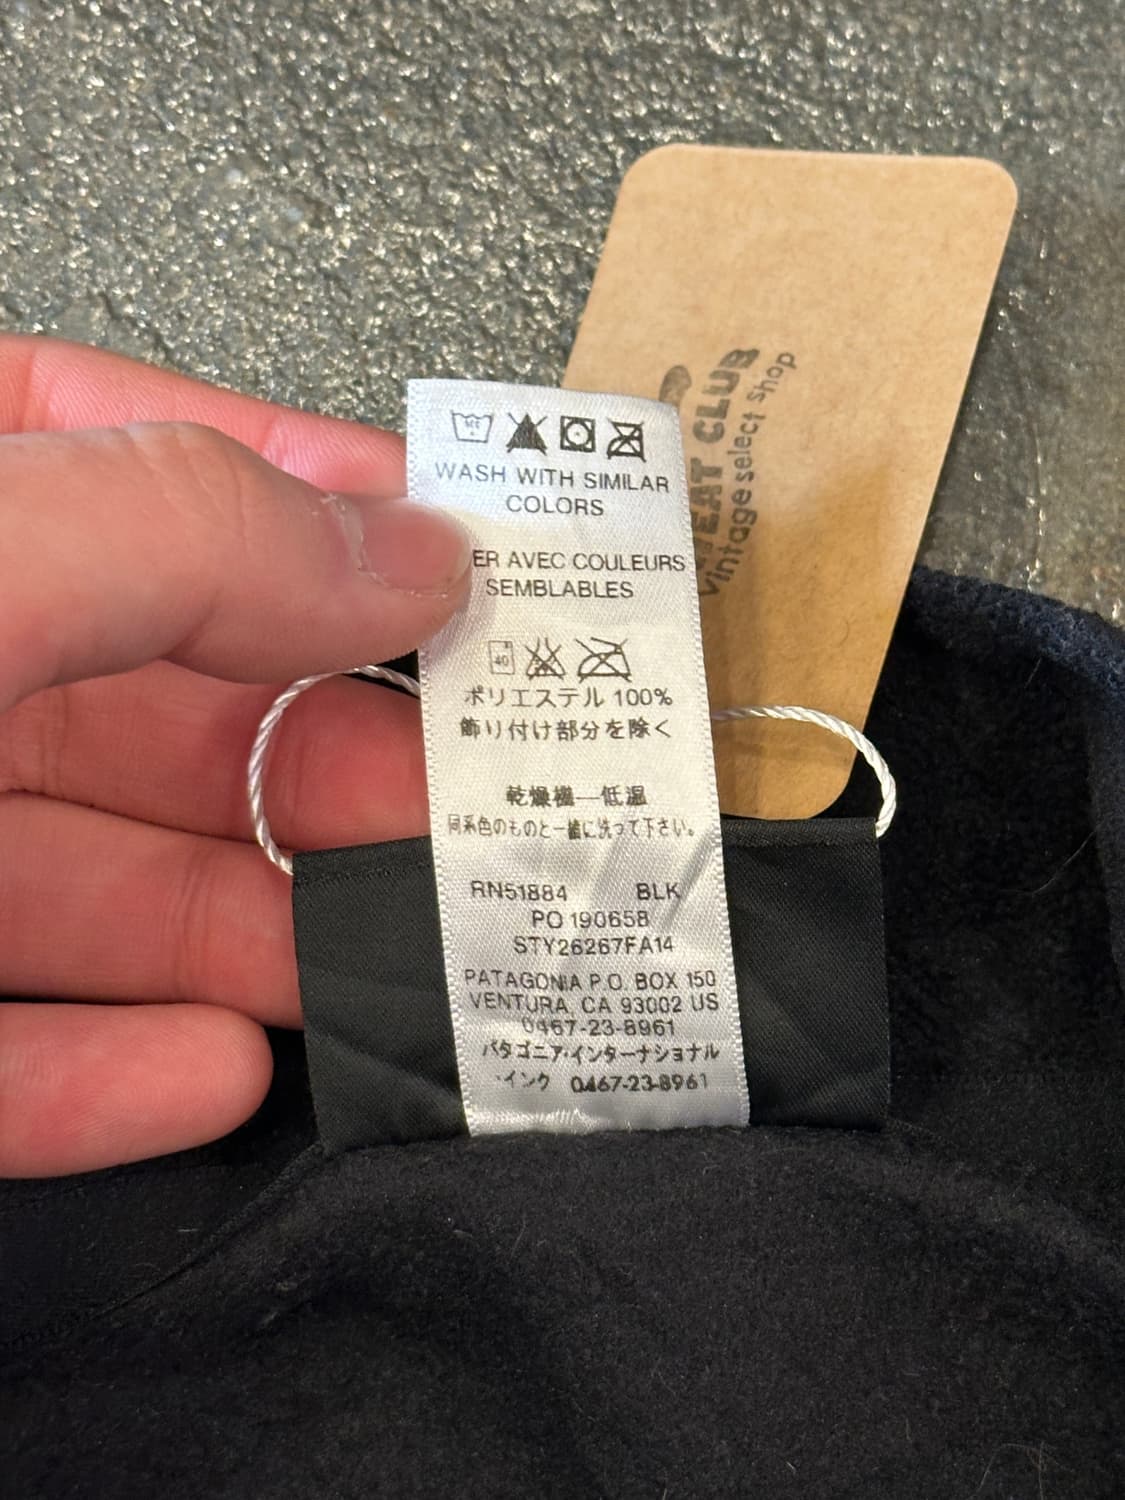 WASH WITH SIMILAR
COLORS
ER AVEC COULEURS
SEMBLABLES
40
ポリエステル 100%
飾り付け部分を除く
乾燥機—低温
同系色のものと一緒に洗って下さい。
RN51884 BLK
PO 190658
STY26267FA14
PATAGONIA P.O. BOX 150
VENTURA, CA 93002 US
0467-23-8961
パタゴニア・インターナショナル
・インク 0467-23-8961
EAT CLUB
vintage select shop